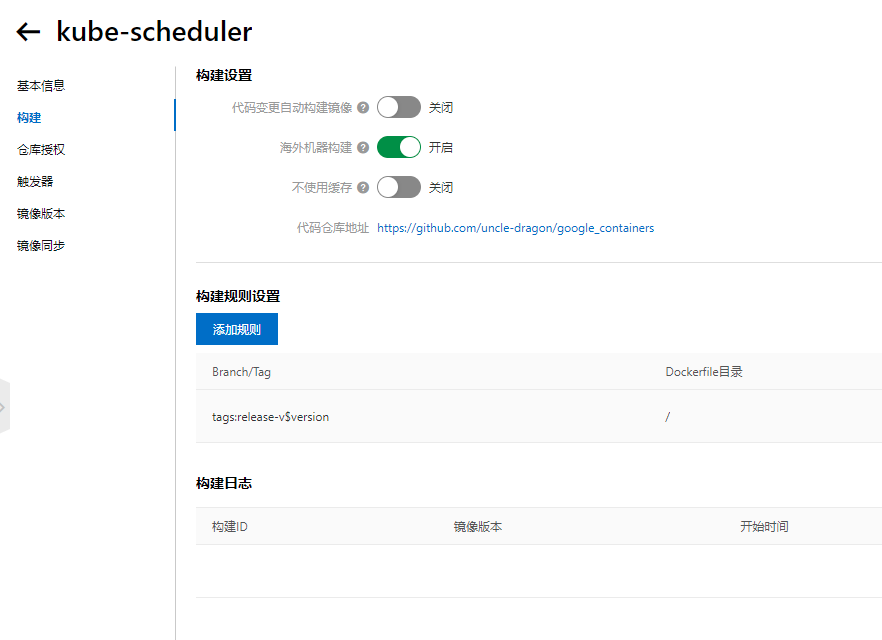 kube-scheduler
基本信息
构建
仓库授权
触发器
镜像版本
镜像同步
构建设置
代码变更自动构建镜像 ? 关闭
海外机器构建 ? 开启
不使用缓存 ? 关闭
代码仓库地址 https://github.com/uncle-dragon/google_containers
构建规则设置
添加规则
Branch/Tag Dockerfile目录
tags:release-v$version /
构建日志
构建ID 镜像版本 开始时间